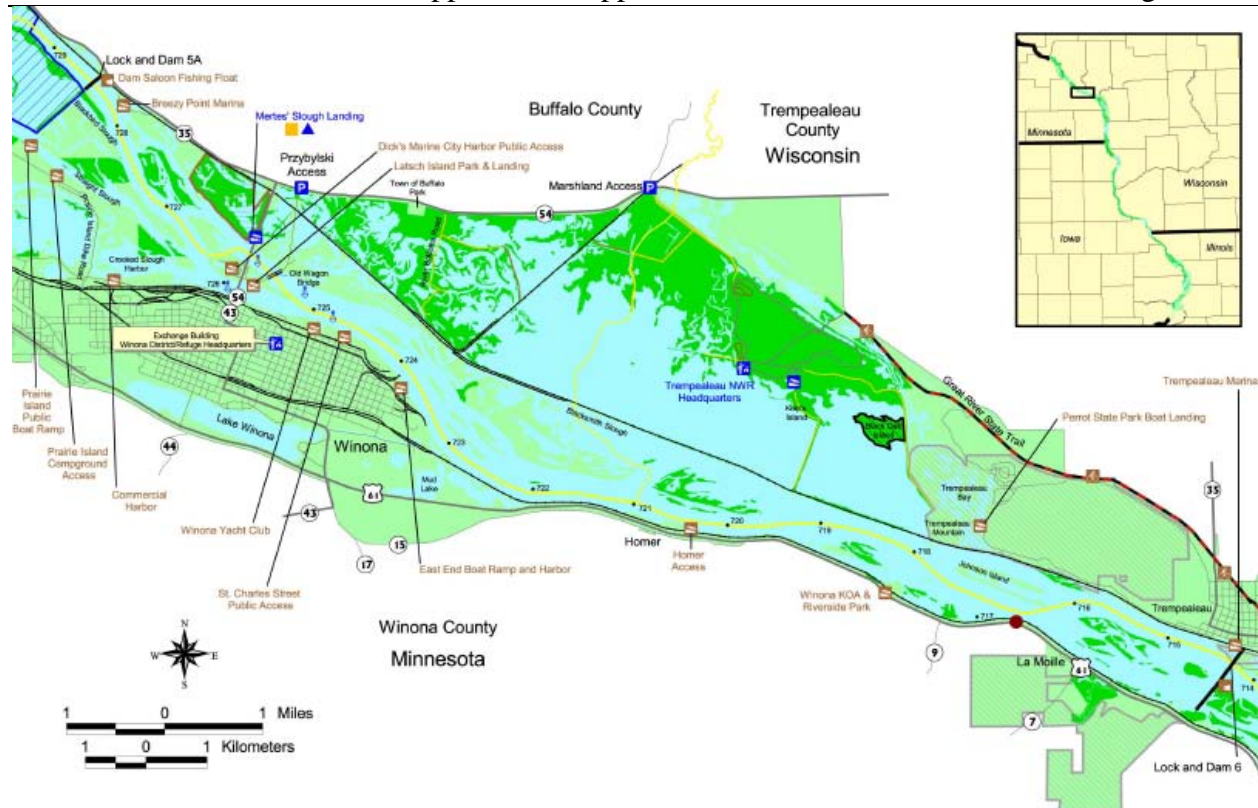 729
Lock and Dam 5A
Dam Saloon Fishing Float
Breezy Point Marina
728
35
Mertes' Slough Landing
Buffalo County
Trempealeau
County
Wisconsin
Dick's Marine City Harbor Public Access
Latsch Island Park & Landing
Przybylski
Access
P
Town of Buffalo
Park
Marshland Access
P
54
Straight Slough
727
Prairie Island Dike Road
Crooked Slough
Harbor
726
54
43
Old Wagon
Bridge
725
Exchange Building
Winona District/Refuge Headquarters
724
Trempealeau NWR
Headquarters
Island
Great River State Trail
Trempealeau Marina
Perrot State Park Boat Landing
Prairie
Island
Public
Boat Ramp
Prairie Island
Campground
Access
Commercial
Harbor
44
Lake Winona
Winona
Mud
Lake
61
43
15
17
Winona Yacht Club
St. Charles Street
Public Access
East End Boat Ramp and Harbor
Blacksmith Slough
723
722
721
720
719
718
717
716
715
714
Homer
Homer
Access
Trempealeau
Bay
Trempealeau
Mountain
35
Johnson Island
Winona KOA &
Riverside Park
Trempealeau
9
La Moille
61
7
Lock and Dam 6
Winona County
Minnesota
N
W
E
S
1 0 1 Miles
1 0 1 Kilometers
Minnesota
Wisconsin
Iowa
Illinois